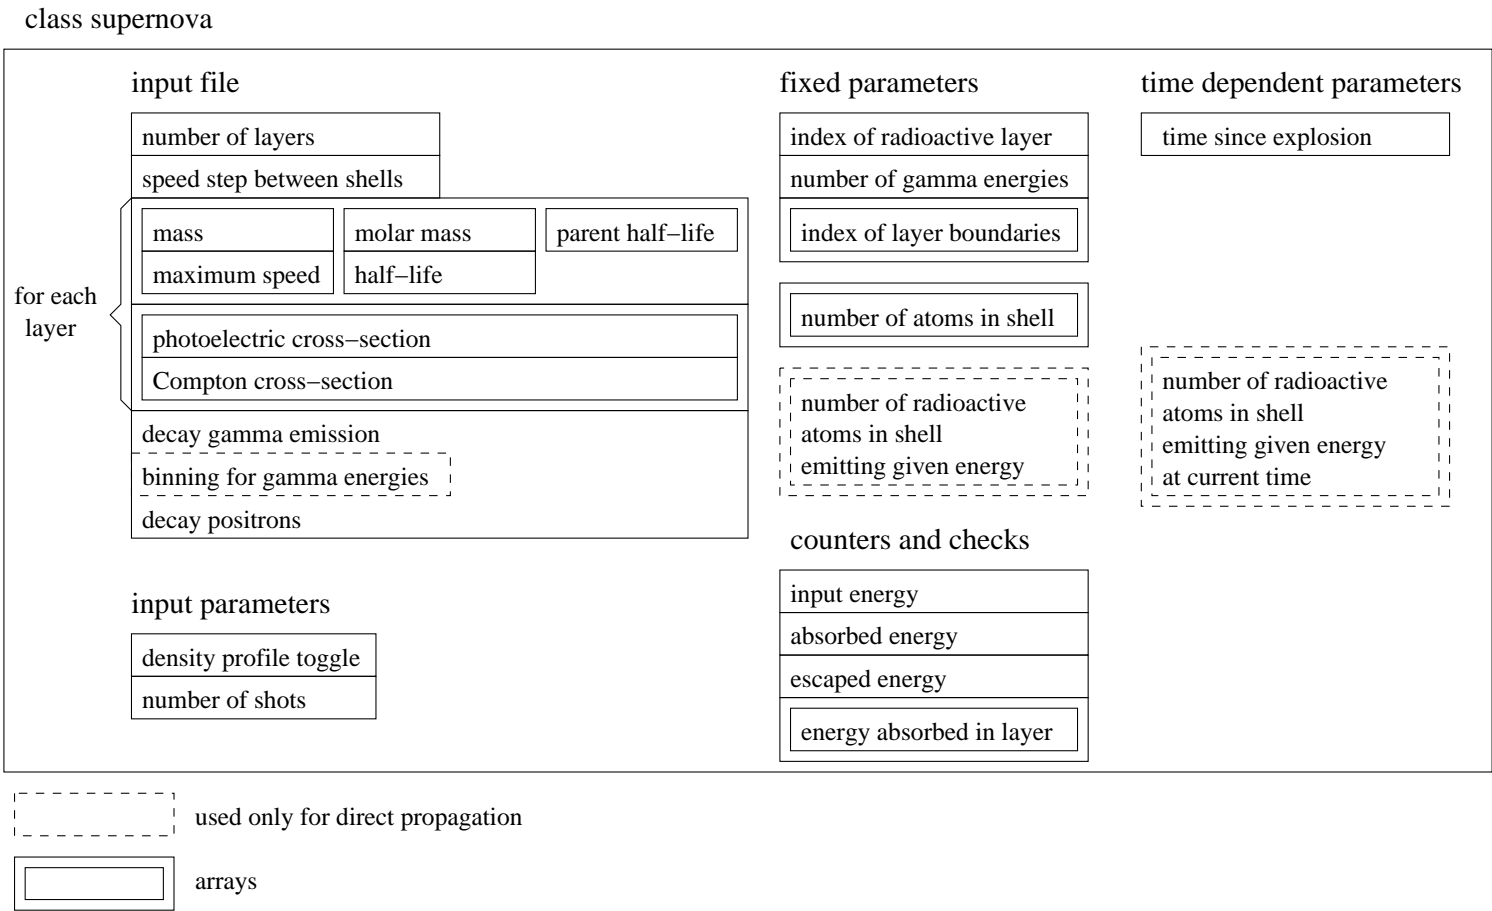 class supernova
input file
number of layers
speed step between shells
mass
molar mass
parent half−life
maximum speed
half−life
for each
layer
photoelectric cross−section
Compton cross−section
decay gamma emission
binning for gamma energies
decay positrons
input parameters
density profile toggle
number of shots
fixed parameters
index of radioactive layer
number of gamma energies
index of layer boundaries
number of atoms in shell
number of radioactive
atoms in shell
emitting given energy
counters and checks
input energy
absorbed energy
escaped energy
energy absorbed in layer
time dependent parameters
time since explosion
number of radioactive
atoms in shell
emitting given energy
at current time
used only for direct propagation
arrays